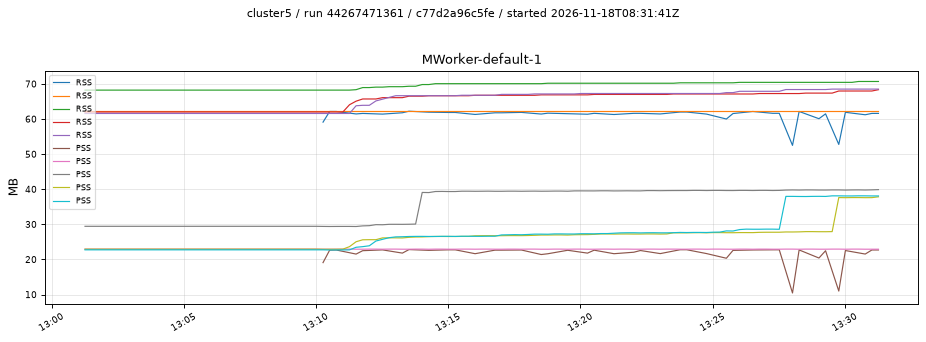 cluster5 / run 44267471361 / c77d2a96c5fe / started 2026-11-18T08:31:41Z
MWorker-default-1
MB
70
60
50
40
30
20
10
RSS
RSS
RSS
RSS
RSS
PSS
PSS
PSS
PSS
PSS
13:00
13:05
13:10
13:15
13:20
13:25
13:30